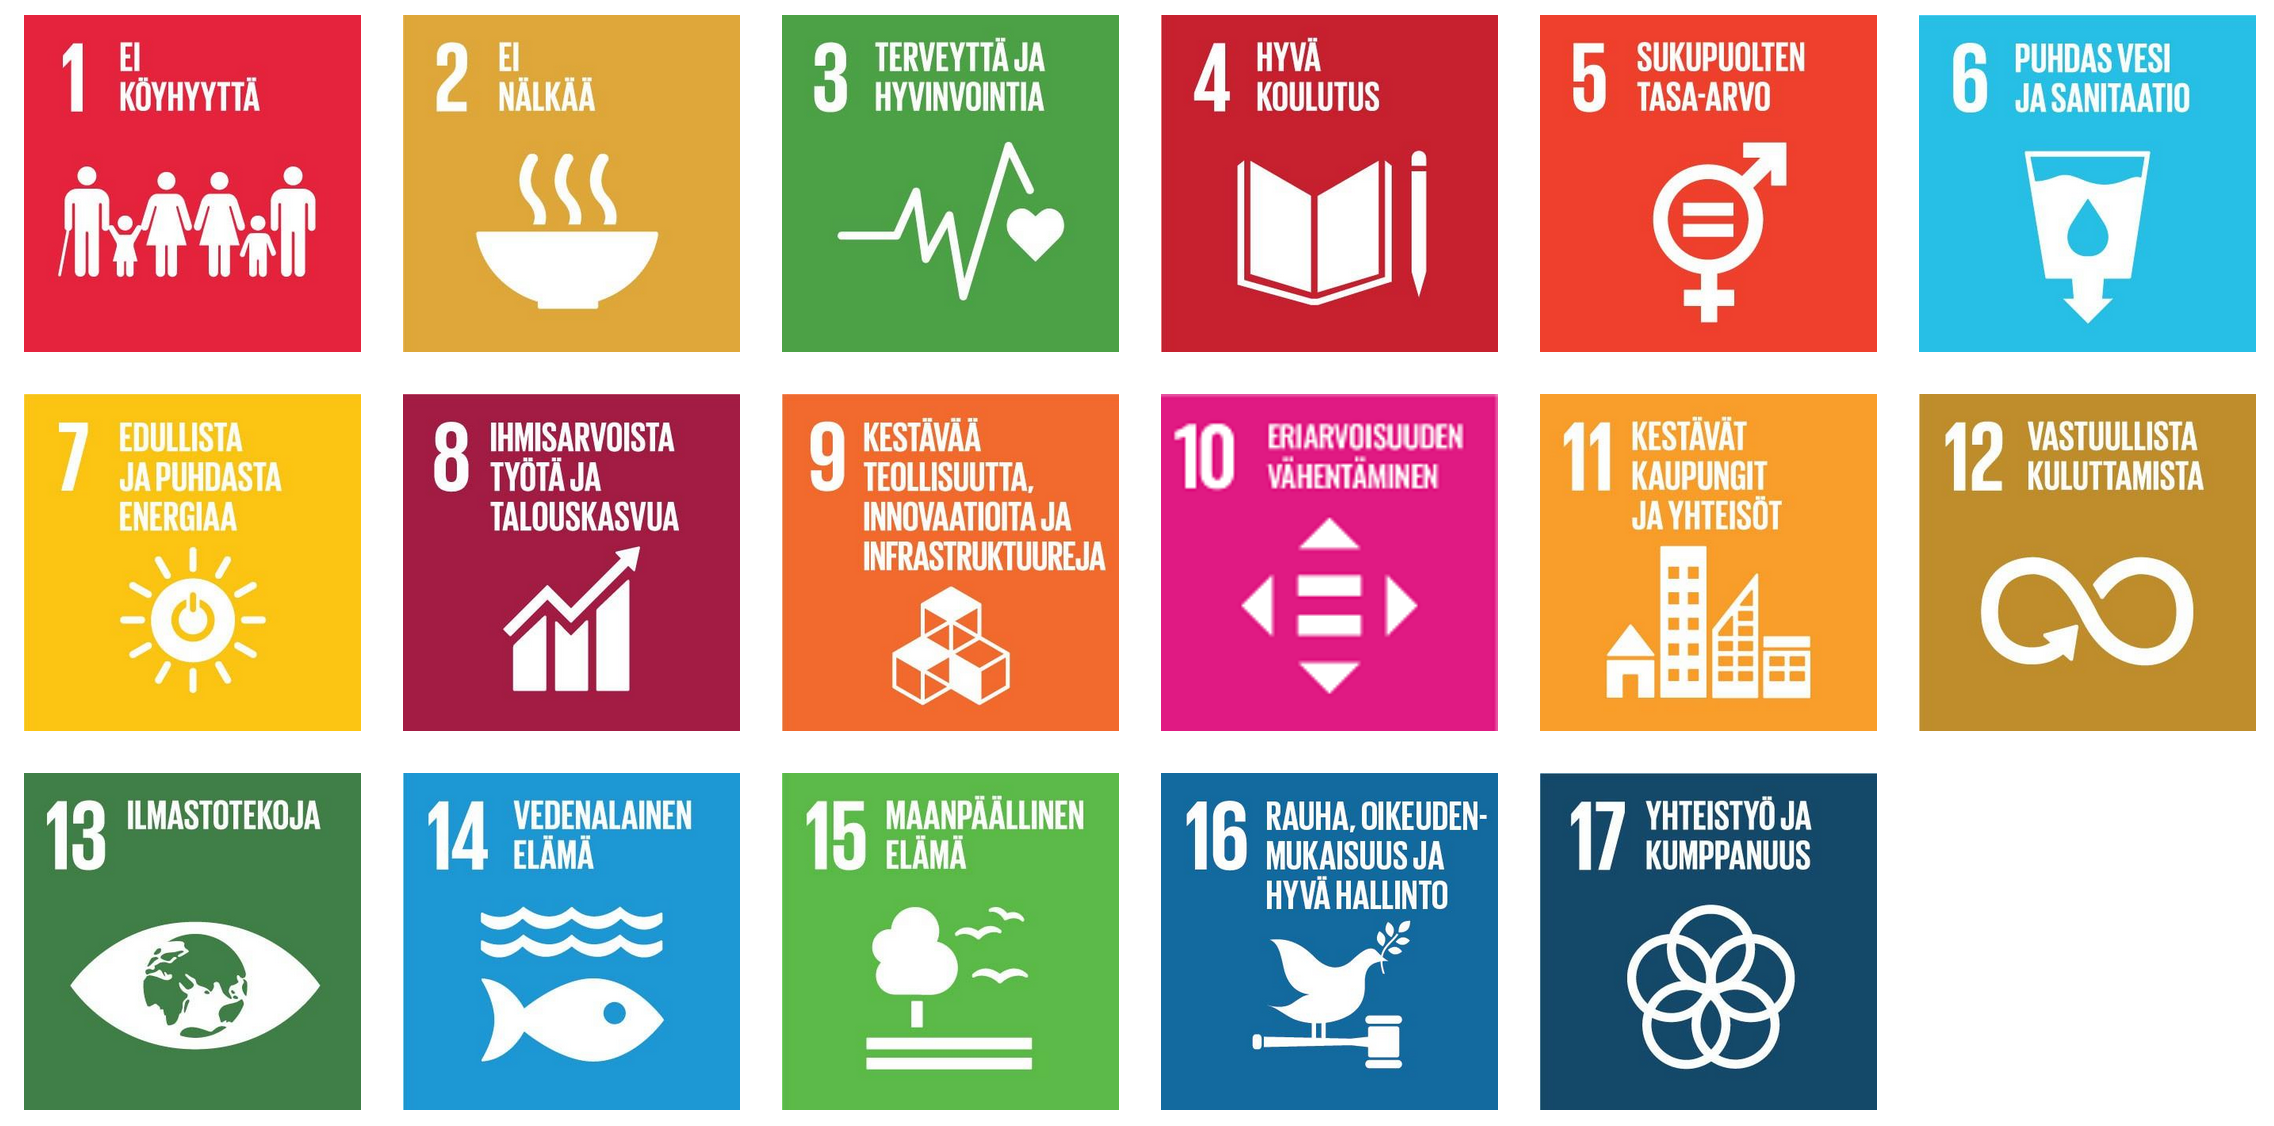 1 EI
KÖYHYYTTÄ
2 EI
NÄLKÄÄ
3 TERVEYTTÄ JA
HYVINVOINTIA
4 HYVÄ
KOULUTUS
5 SUKUPUOLTEN
TASA-ARVO
6 PUHDAS VESI
JA SANITAATIO
7 EDULLISTA
JA PUHDASTA
ENERGIAA
8 IHMISARVOISTA
TYÖTÄ JA
TALOUSKASVUA
9 KESTÄVÄÄ
TEOLLISUUTTA,
INNOVAATIOITA JA
INFRASTRUKTUUREJA
10 ERIARVOISUUDEN
VÄHENTÄMINEN
11 KESTÄVÄT
KAUPUNGIT
JA YHTEISÖT
12 VASTUULLISTA
KULUTTAMISTA
13 ILMASTOTEKOJA
14 VEDENALAINEN
ELÄMÄ
15 MAANPÄÄLLINEN
ELÄMÄ
16 RAUHA, OIKEUDEN-
MUKAISUUS JA
HYVÄ HALLINTO
17 YHTEISTYÖ JA
KUMPPANUUS